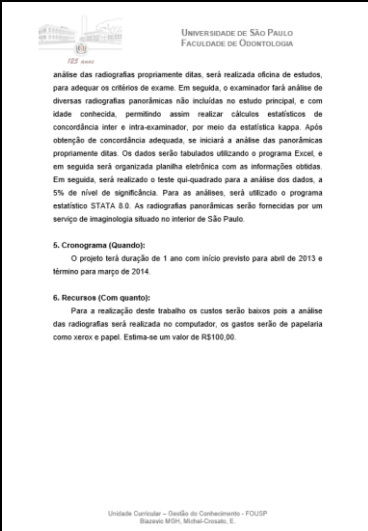 UNIVERSIDADE DE SÃO PAULO
FACULDADE DE ODONTOLOGIA
125 anos
análise das radiografias propriamente ditas, será realizada oficina de estudos,
para adequar os critérios de exame. Em seguida, o examinador fará análise de
diversas radiografias panorâmicas não incluídas no estudo principal, e com
idade conhecida, permitindo assim realizar cálculos estatísticos de
concordância inter e intra-examinador, por meio da estatística kappa. Após
obtenção de concordância adequada, se iniciará a análise das panorâmicas
propriamente ditas. Os dados serão tabulados utilizando o programa Excel, e
em seguida será organizada planilha eletrônica com as informações obtidas.
Em seguida, será realizado o teste qui-quadrado para a análise dos dados, a
5% de nível de significância. Para as análises, será utilizado o programa
estatístico STATA 8.0. As radiografias panorâmicas serão fornecidas por um
serviço de imaginologia situado no interior de São Paulo.
5. Cronograma (Quando):
O projeto terá duração de 1 ano com início previsto para abril de 2013 e
término para março de 2014.
6. Recursos (Com quanto):
Para a realização deste trabalho os custos serão baixos pois a análise
das radiografias será realizada no computador, os gastos serão de papelaria
como xerox e papel. Estima-se um valor de R$100,00.
Unidade Curricular – Gestão do Conhecimento - FOUSP
Biazevic MGH, Michel-Crosato, E.